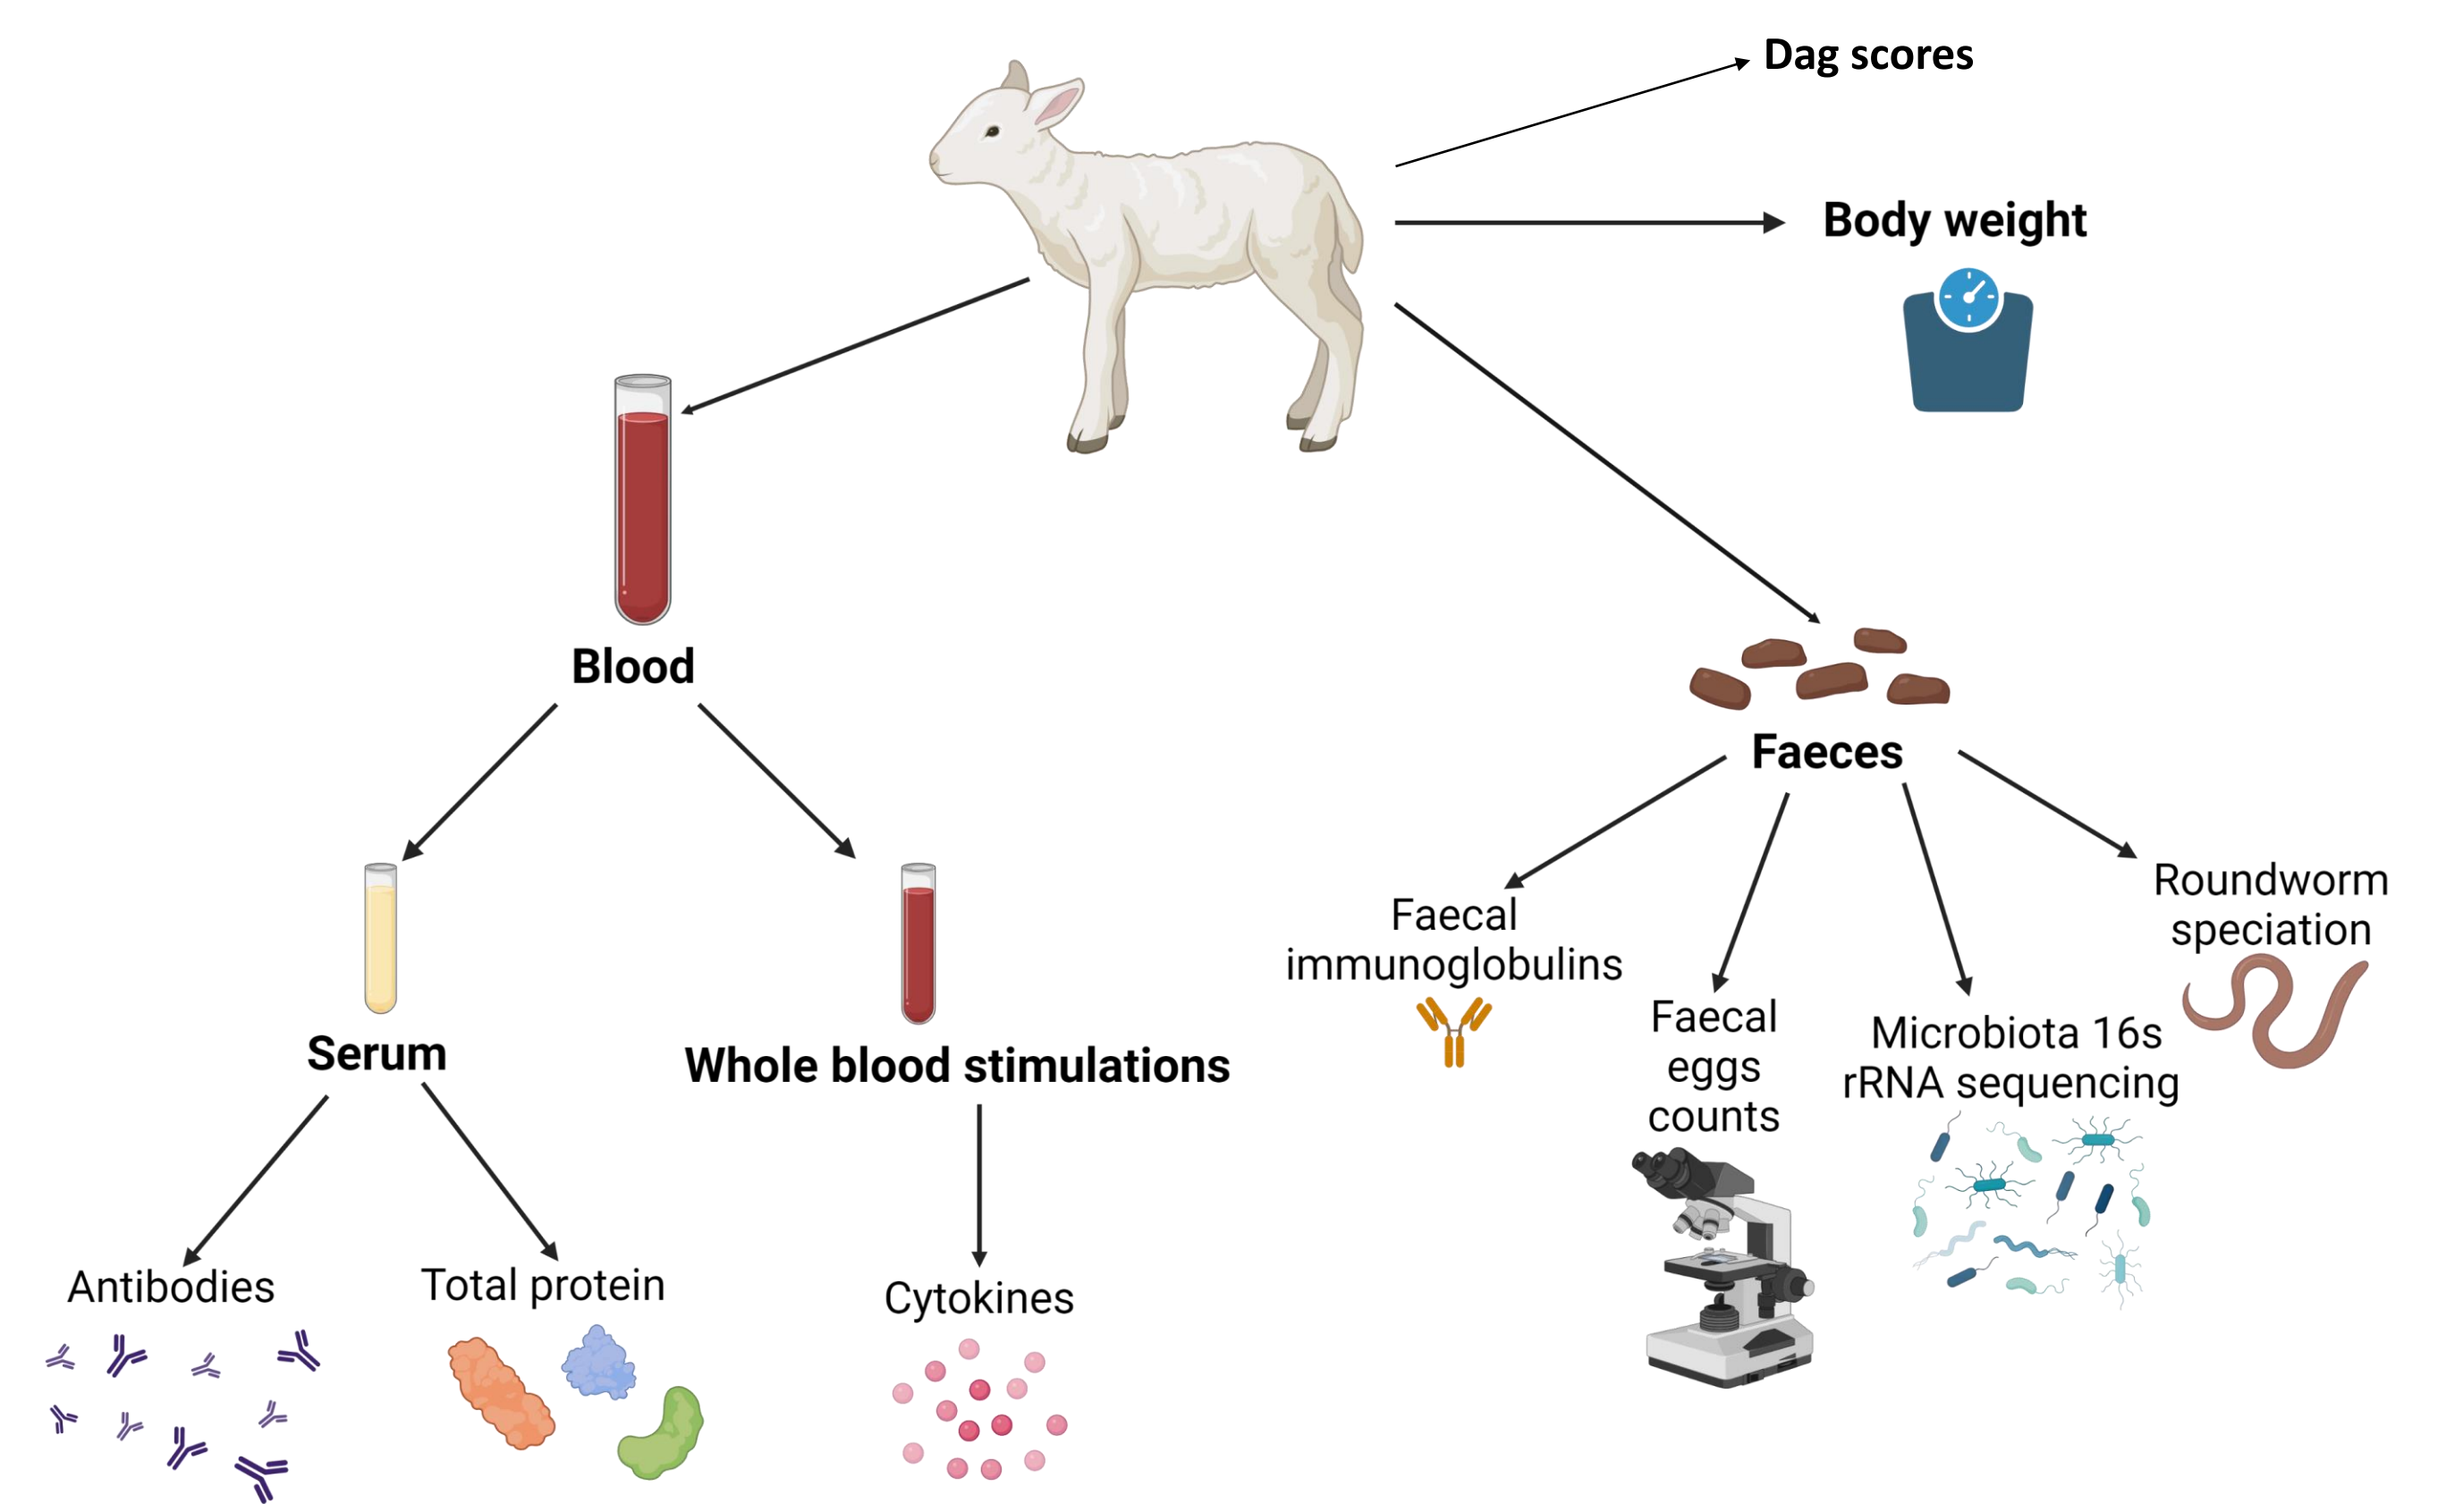 Dag scores
Body weight
Blood
Faeces
Serum
Whole blood stimulations
Faecal
immunoglobulins
Faecal
eggs
counts
Microbiota 16s
rRNA sequencing
Roundworm
speciation
Antibodies
Total protein
Cytokines